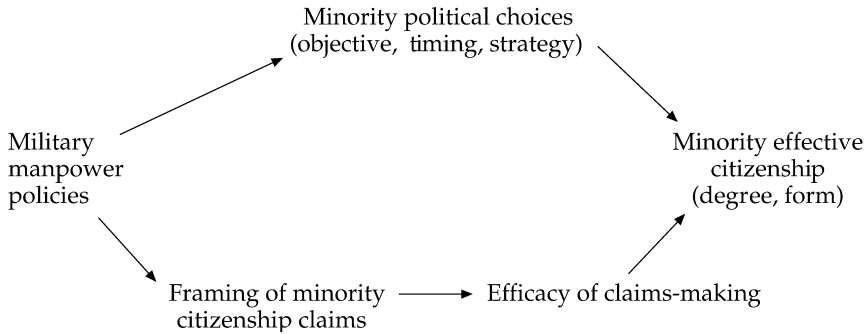 Minority political choices
(objective, timing, strategy)
Military
manpower
policies
Minority effective
citizenship
(degree, form)
Framing of minority
citizenship claims
Efficacy of claims-making